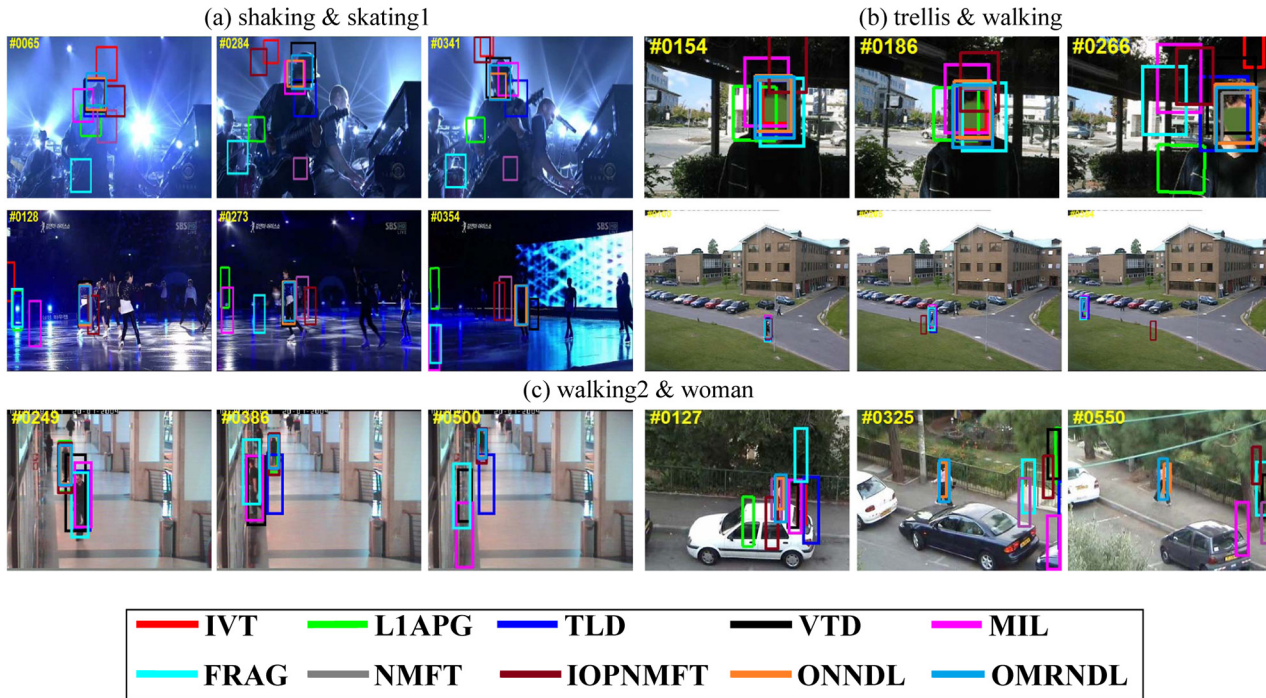 (a) shaking & skating1
(b) trellis & walking
#0065
#0284
#0341
#0154
#0186
#0266
#0128
#0273
#0354
SBS
SBS
(c) walking2 & woman
#0249
#0386
#0500
#0127
#0325
#0550
IVT
L1APG
TLD
VTD
MIL
FRAG
NMFT
IOPNMFT
ONNDL
OMRNDL